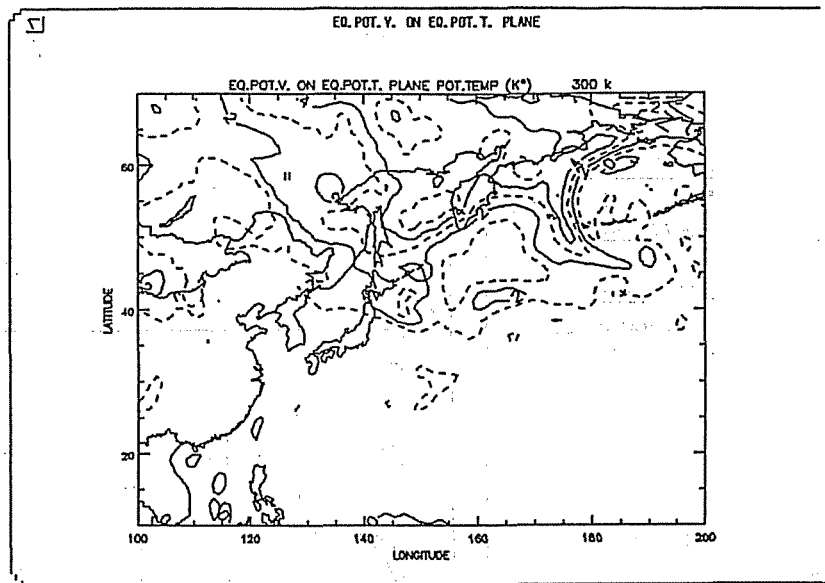 EQ.POT.V. ON EQ.POT.T. PLANE
EQ.POT.V. ON EQ.POT.T. PLANE POT.TEMP (K°) 300 k
60
40
20
LATITUDE
100
120
140
160
180
200
LONGITUDE